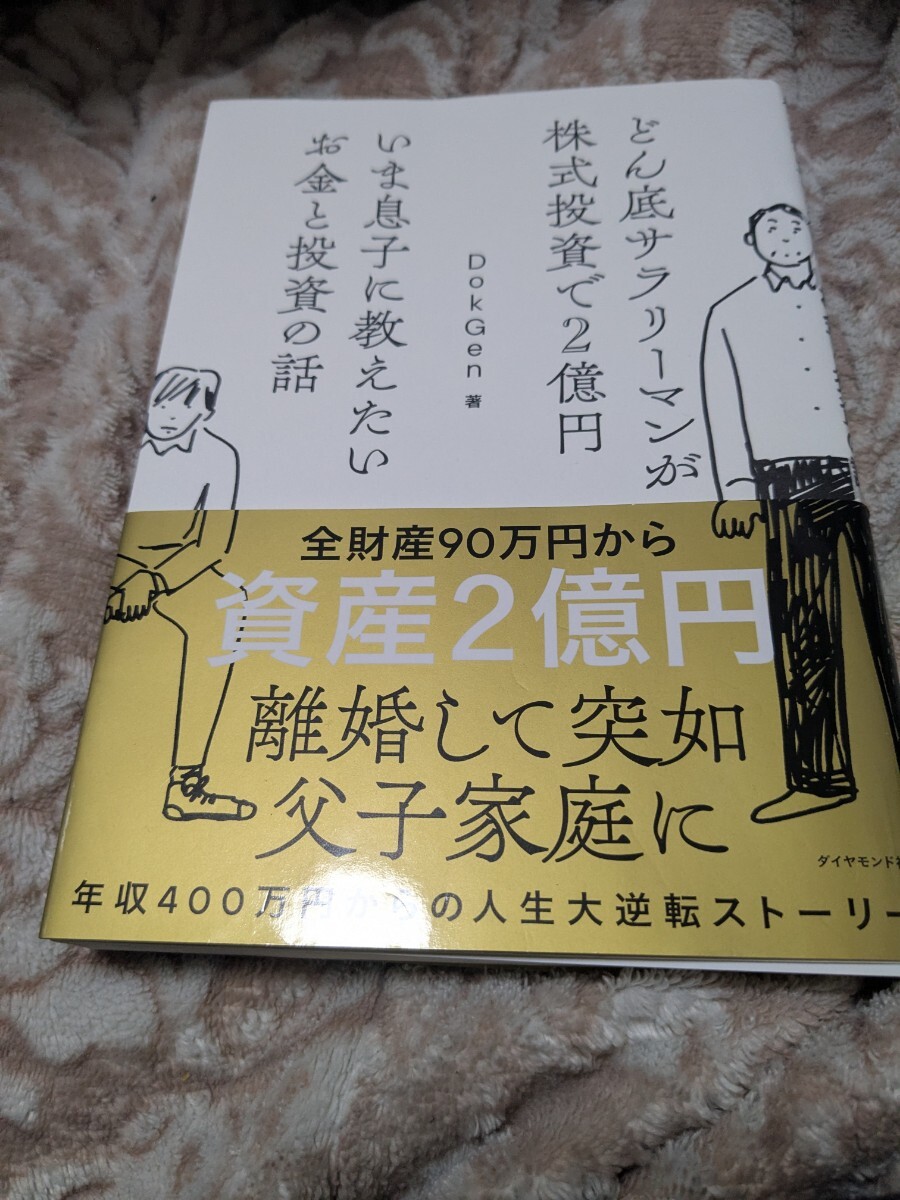 どん底サラリーマンが
株式投資で2億円
DokGen 著
いま息子に教えたい
お金と投資の話
全財産90万円から
資産2億円
離婚して突如
父子家庭に
ダイヤモンド社
年収400万円からの人生大逆転ストーリー